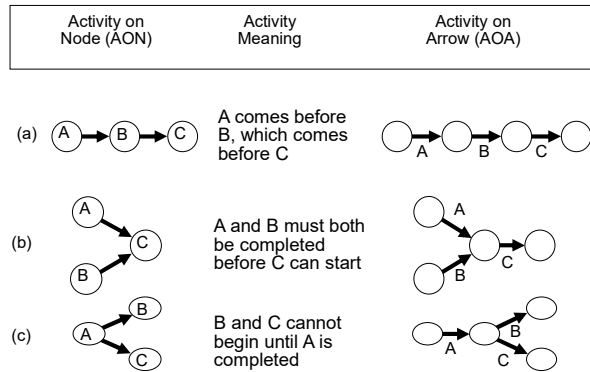 Activity on Activity Activity on
Node (AON) Meaning Arrow (AOA)
(a) A B C
A comes before
B, which comes
before C
A B C
(b) A B C
A and B must both
be completed
before C can start
A B C
(c) A B C
B and C cannot
begin until A is
completed
A B C